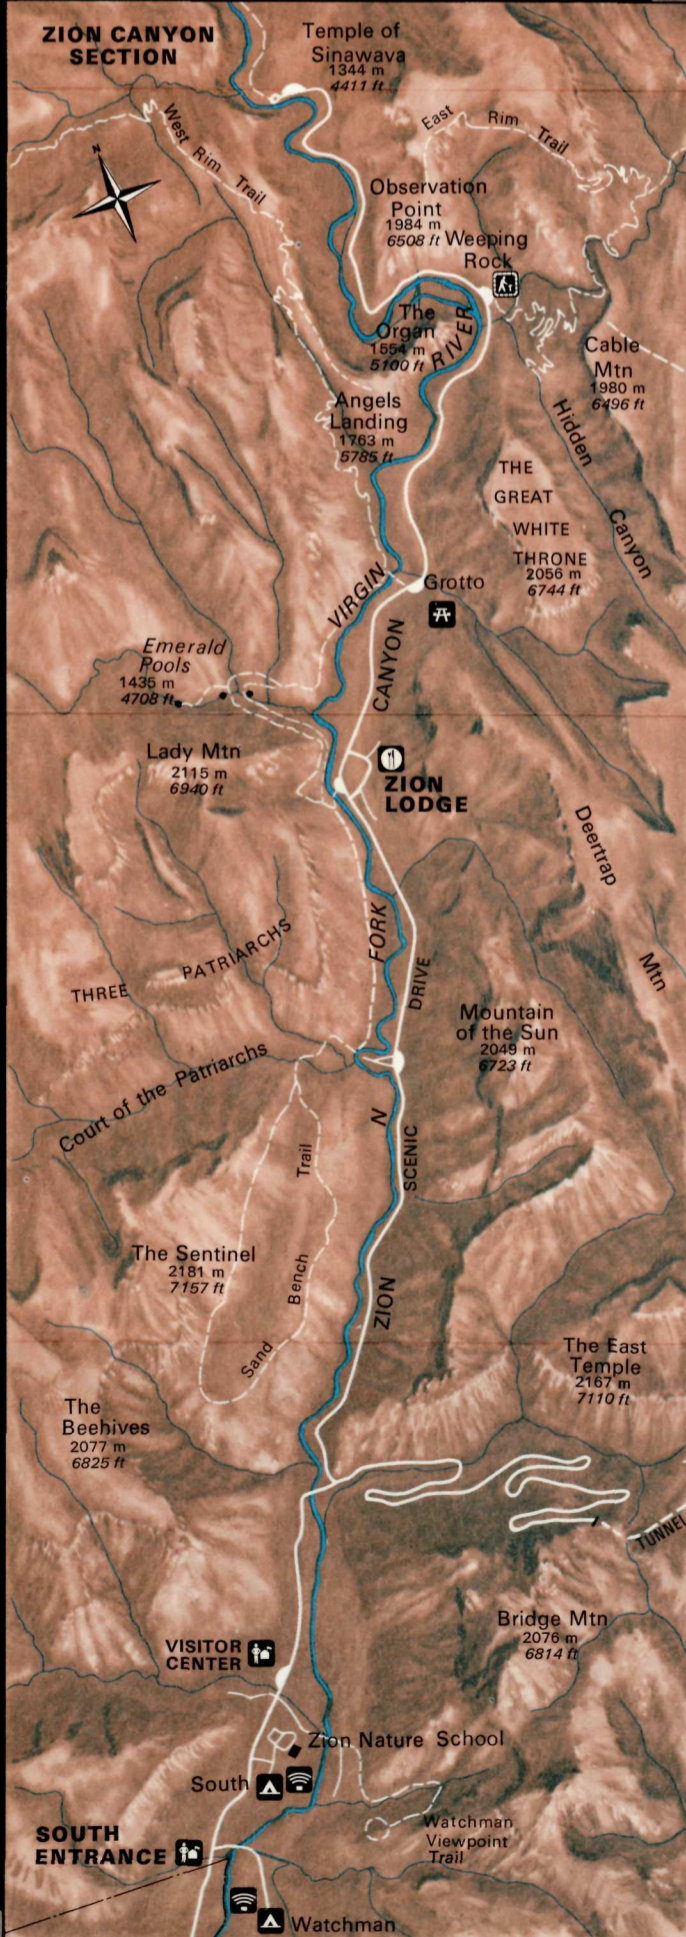 ZION CANYON
SECTION
Temple of
Sinawava
1344 m
4411 ft
N
West Rim Trail
East Rim Trail
Observation
Point
1984 m
6508 ft
Weeping
Rock
The
Organ
1554 m
5100 ft
RIVER
Cable
Mtn
1980 m
6496 ft
Angels
Landing
1763 m
5785 ft
Hidden Canyon
THE
GREAT
WHITE
THRONE
2056 m
6744 ft
VIRGIN
Grotto
CANYON
Emerald
Pools
1435 m
4708 ft
Lady Mtn
2115 m
6940 ft
ZION
LODGE
Deertrap
Mtn
FORK
THREE PATRIARCHS
DRIVE
Mountain
of the Sun
2049 m
6723 ft
Court of the Patriarchs
N
SCENIC
Trail
Bench
Sand
The Sentinel
2181 m
7157 ft
ZION
The East
Temple
2167 m
7110 ft
The
Beehives
2077 m
6825 ft
TUNNEL
Bridge Mtn
2076 m
6814 ft
VISITOR
CENTER
Zion Nature School
South
Watchman
Viewpoint
Trail
SOUTH
ENTRANCE
Watchman